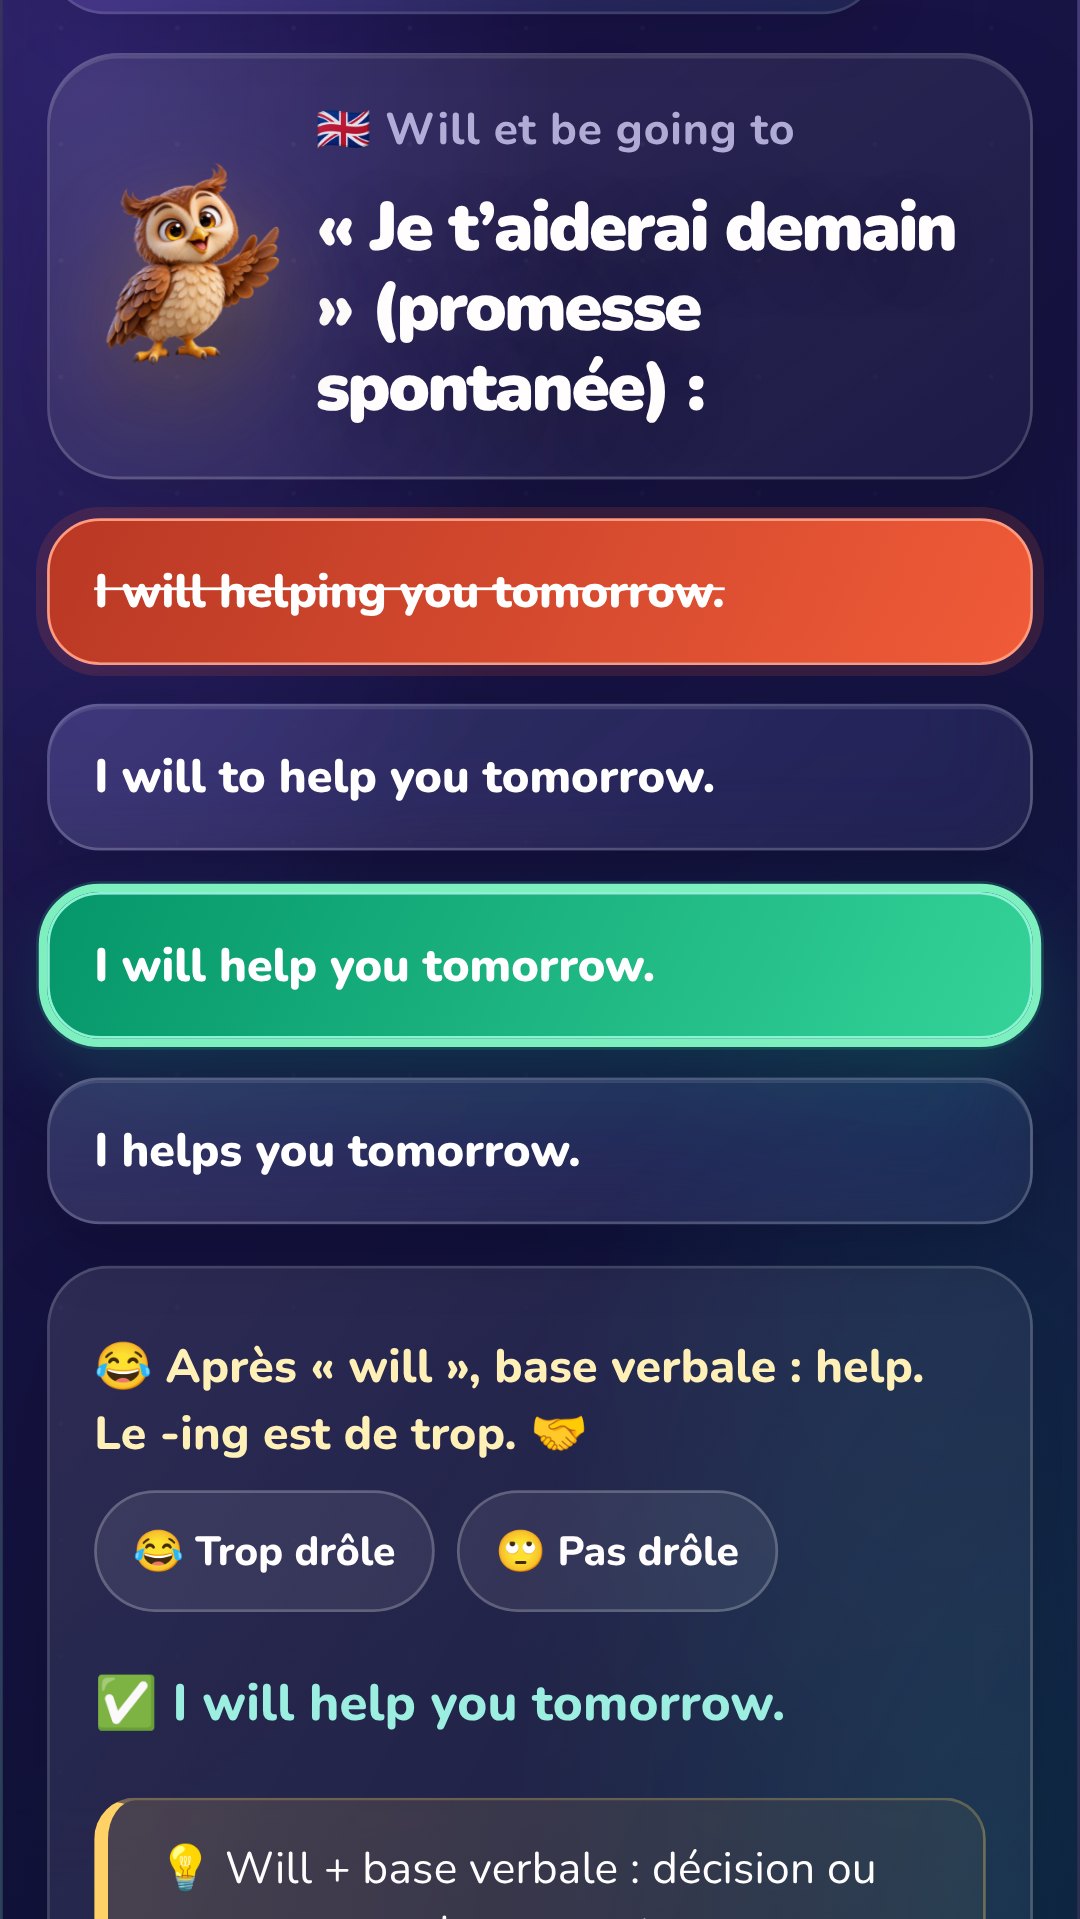 🇬🇧 Will et be going to
« Je t’aiderai demain
» (promesse
spontanée) :
I will helping you tomorrow.
I will to help you tomorrow.
I will help you tomorrow.
I helps you tomorrow.
😂 Après « will », base verbale : help.
Le -ing est de trop. 🤝
😂 Trop drôle
🙄 Pas drôle
✅ I will help you tomorrow.
💡 Will + base verbale : décision ou